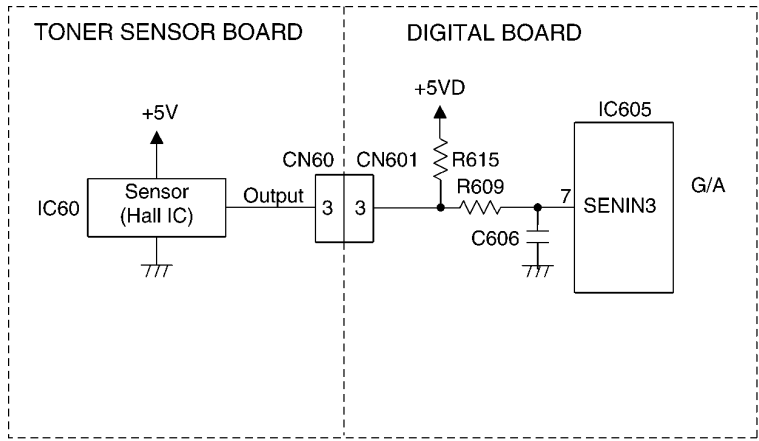 TONER SENSOR BOARD
DIGITAL BOARD
+5VD
+5V
IC605
CN60
CN601
R615
IC60
Sensor
(Hall IC)
Output
3
3
R609
7
SENIN3
G/A
C606